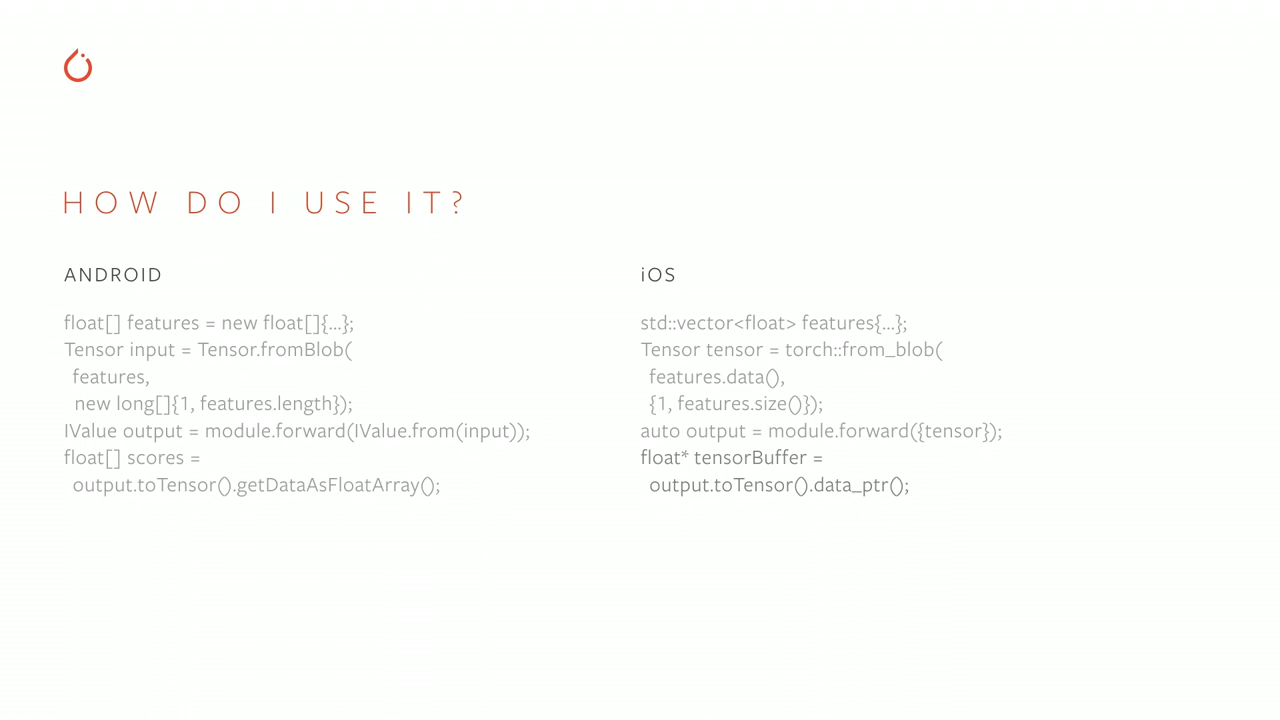 HOW DO I USE IT?
ANDROID
float[] features = new float[]{...};
Tensor input = Tensor.fromBlob(
features,
new long[]{1, features.length});
IValue output = module.forward(IValue.from(input));
float[] scores =
output.toTensor().getDataAsFloatArray();
iOS
std::vector<float> features{...};
Tensor tensor = torch::from_blob(
features.data(),
{1, features.size()});
auto output = module.forward({tensor});
float* tensorBuffer =
output.toTensor().data_ptr();